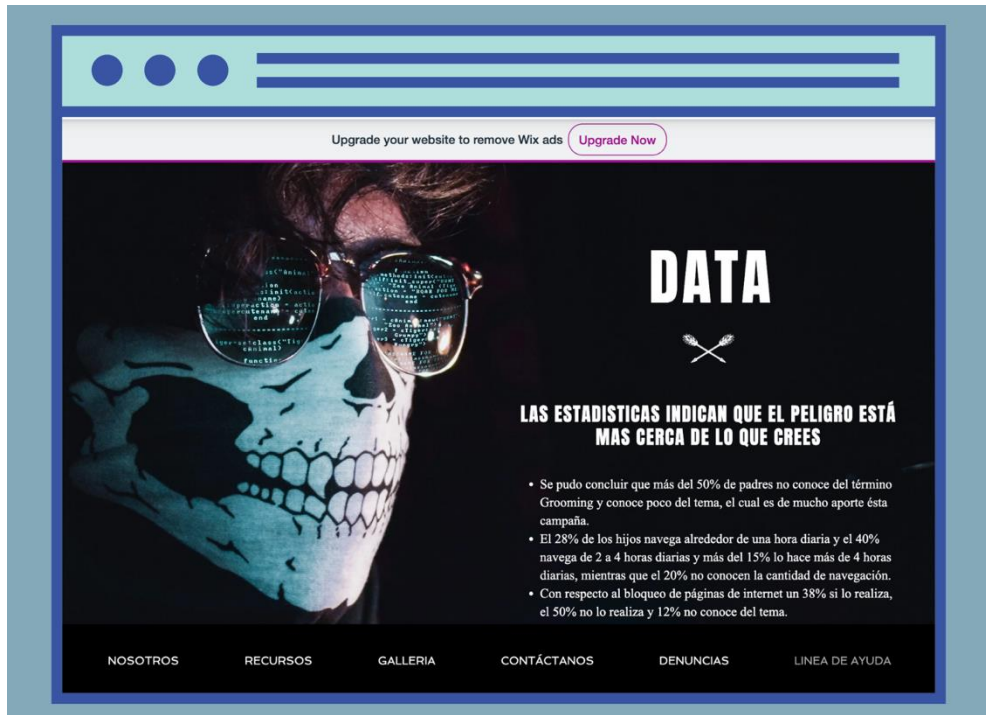 Upgrade your website to remove Wix ads Upgrade Now
DATA
LAS ESTADISTICAS INDICAN QUE EL PELIGRO ESTÁ
MAS CERCA DE LO QUE CREES
• Se pudo concluir que más del 50% de padres no conoce del término
Grooming y conoce poco del tema, el cual es de mucho aporte ésta
campaña.
• El 28% de los hijos navega alrededor de una hora diaria y el 40%
navega de 2 a 4 horas diarias y más del 15% lo hace más de 4 horas
diarias, mientras que el 20% no conocen la cantidad de navegación.
• Con respecto al bloqueo de páginas de internet un 38% si lo realiza,
el 50% no lo realiza y 12% no conoce del tema.
NOSOTROS RECURSOS GALLERIA CONTÁCTANOS DENUNCIAS LINEA DE AYUDA